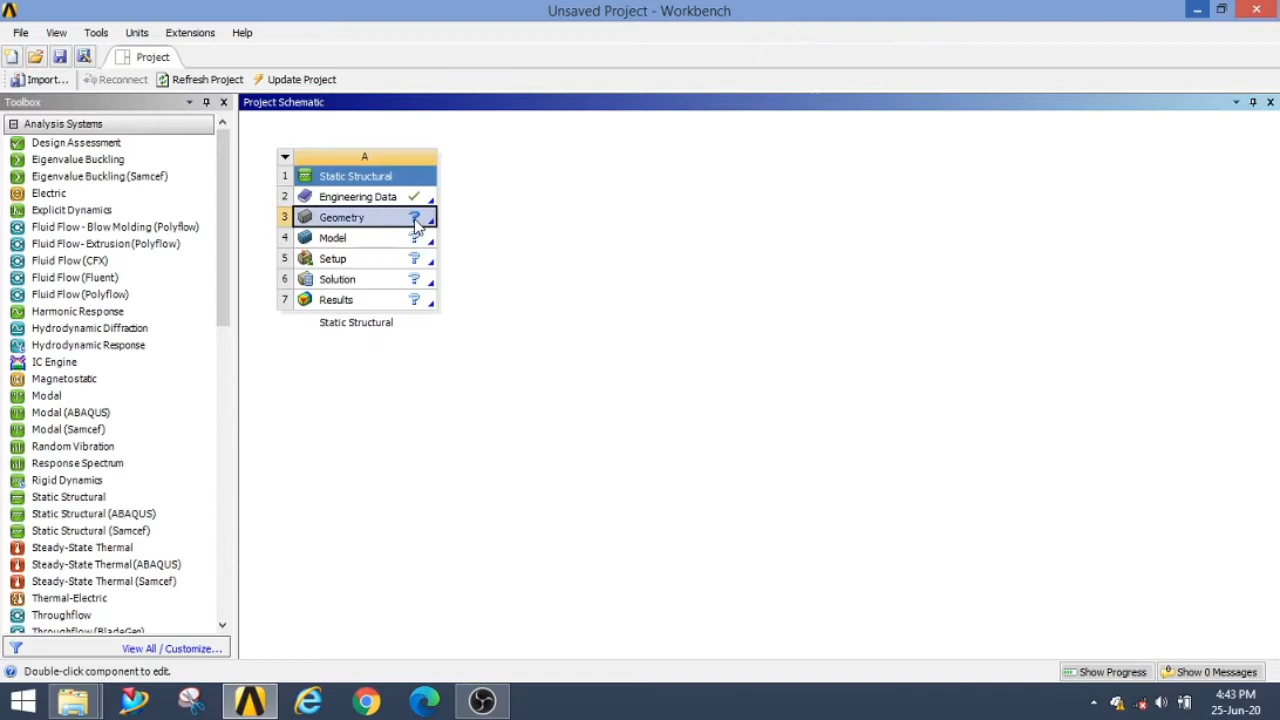 Unsaved Project - Workbench
File View Tools Units Extensions Help
Project
Import... Reconnect Refresh Project Update Project
Toolbox
Project Schematic
Analysis Systems
Design Assessment
Eigenvalue Buckling
Eigenvalue Buckling (Samcef)
Electric
Explicit Dynamics
Fluid Flow - Blow Molding (Polyflow)
Fluid Flow - Extrusion (Polyflow)
Fluid Flow (CFX)
Fluid Flow (Fluent)
Fluid Flow (Polyflow)
Harmonic Response
Hydrodynamic Diffraction
Hydrodynamic Response
IC Engine
Magnetostatic
Modal
Modal (ABAQUS)
Modal (Samcef)
Random Vibration
Response Spectrum
Rigid Dynamics
Static Structural
Static Structural (ABAQUS)
Static Structural (Samcef)
Steady-State Thermal
Steady-State Thermal (ABAQUS)
Steady-State Thermal (Samcef)
Thermal-Electric
Throughflow
Throughflow (BladeGen)
View All / Customize...
A
1 Static Structural
2 Engineering Data
3 Geometry ?
4 Model ?
5 Setup ?
6 Solution ?
7 Results ?
Static Structural
Double-click component to edit.
Show Progress Show 0 Messages
4:43 PM
25-Jun-20